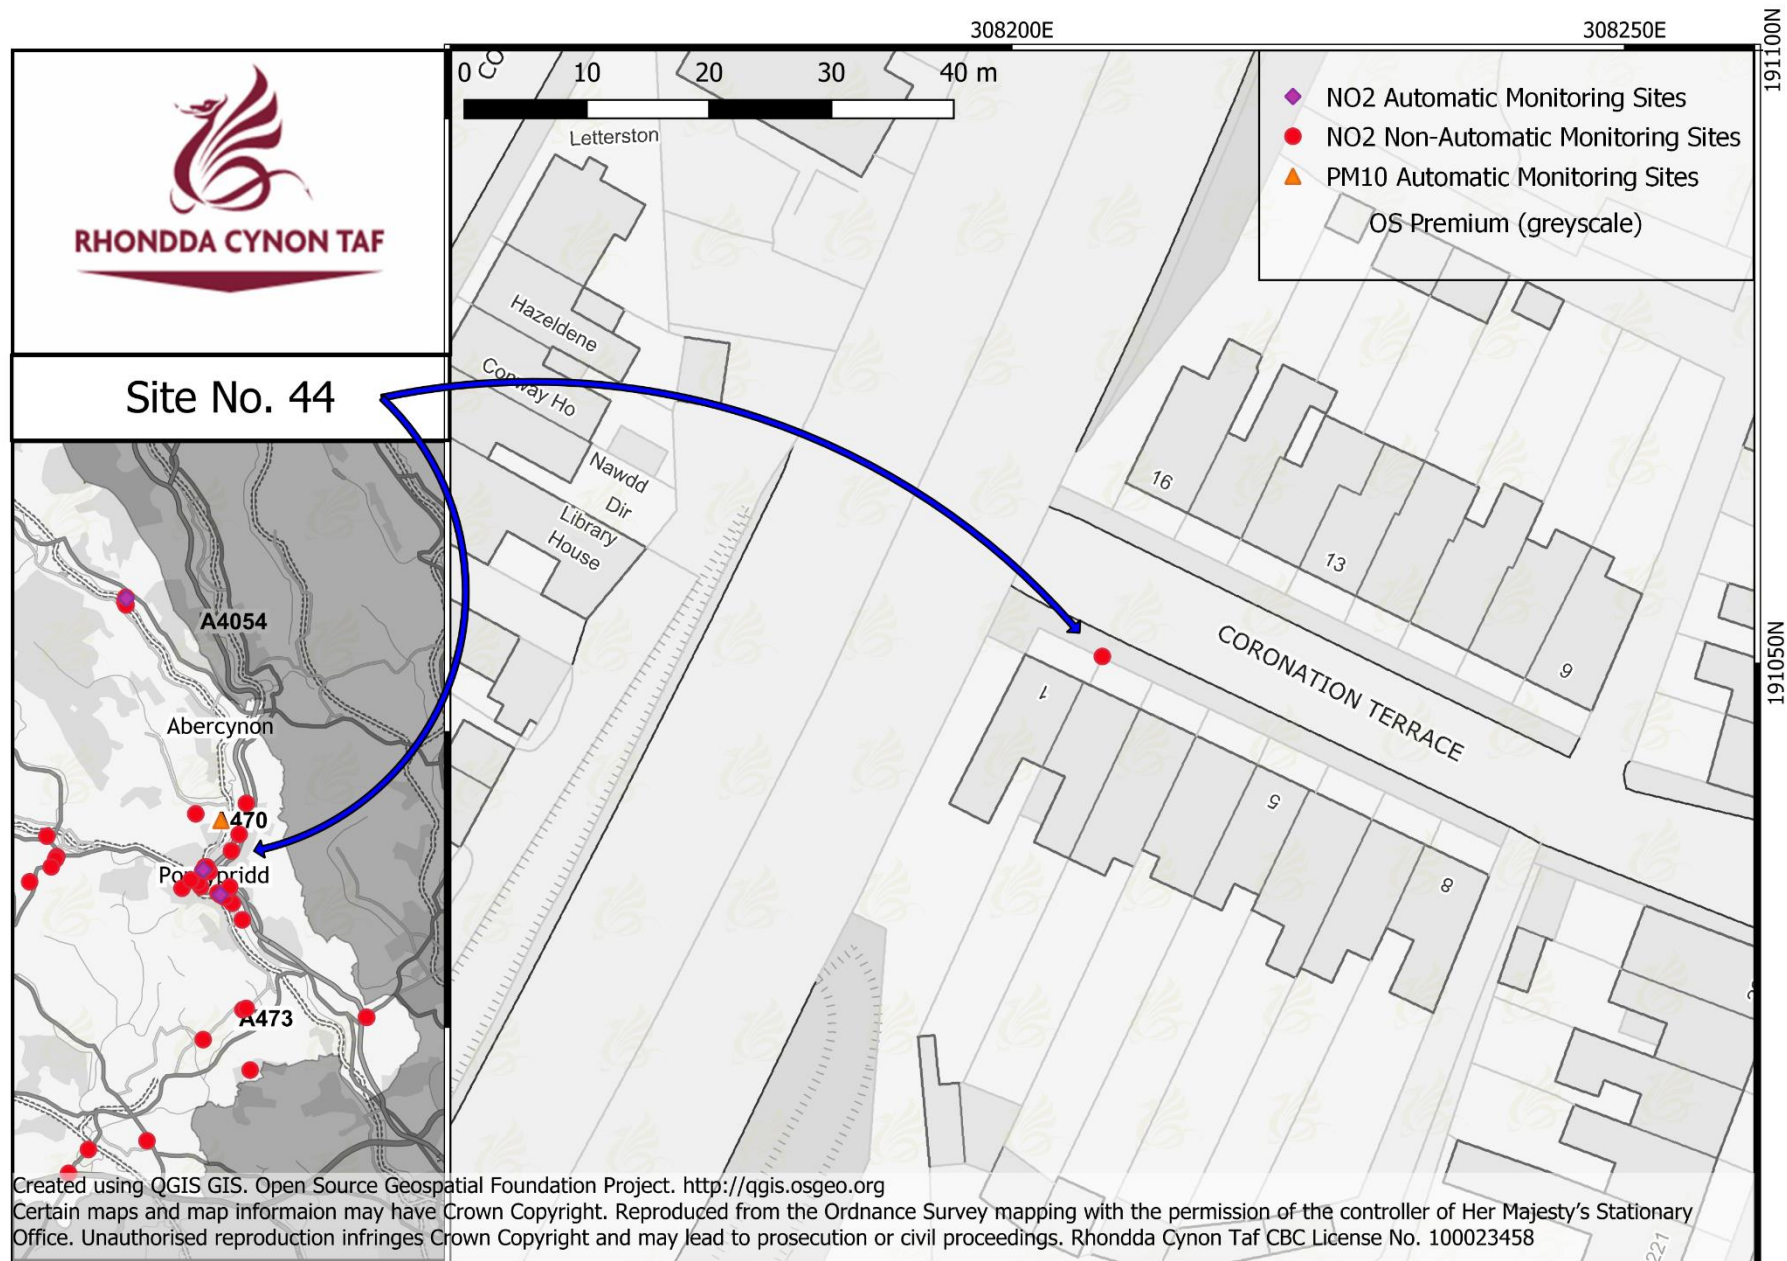 308200E
308250E
191100N
0
10
20
30
40 m
CO
NO2 Automatic Monitoring Sites
NO2 Non-Automatic Monitoring Sites
PM10 Automatic Monitoring Sites
OS Premium (greyscale)
RHONDDA CYNON TAF
Site No. 44
Letterston
Hazeldene
Conway Ho
Nawdd
Dir
Library
House
16
13
9
CORONATION TERRACE
191050N
1
5
8
A4054
Abercynon
A470
Pontypridd
A473
221
Created using QGIS GIS. Open Source Geospatial Foundation Project. http://qgis.osgeo.org
Certain maps and map informaion may have Crown Copyright. Reproduced from the Ordnance Survey mapping with the permission of the controller of Her Majesty's Stationary
Office. Unauthorised reproduction infringes Crown Copyright and may lead to prosecution or civil proceedings. Rhondda Cynon Taf CBC License No. 100023458